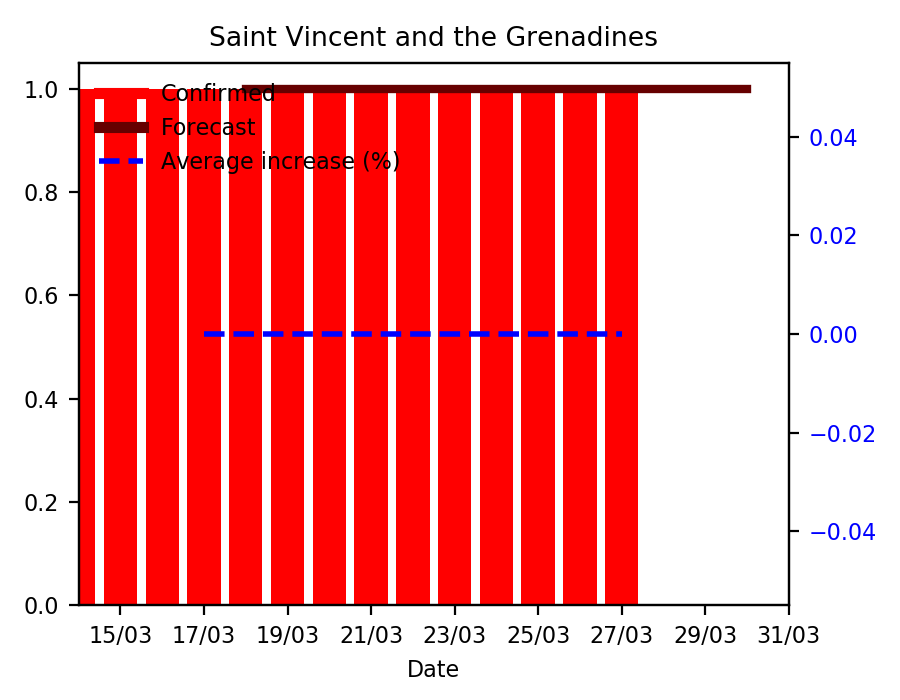 Saint Vincent and the Grenadines
Confirmed
Forecast
Average increase (%)
1.0
0.8
0.6
0.4
0.2
0.0
0.04
0.02
0.00
−0.02
−0.04
15/03 17/03 19/03 21/03 23/03 25/03 27/03 29/03 31/03
Date